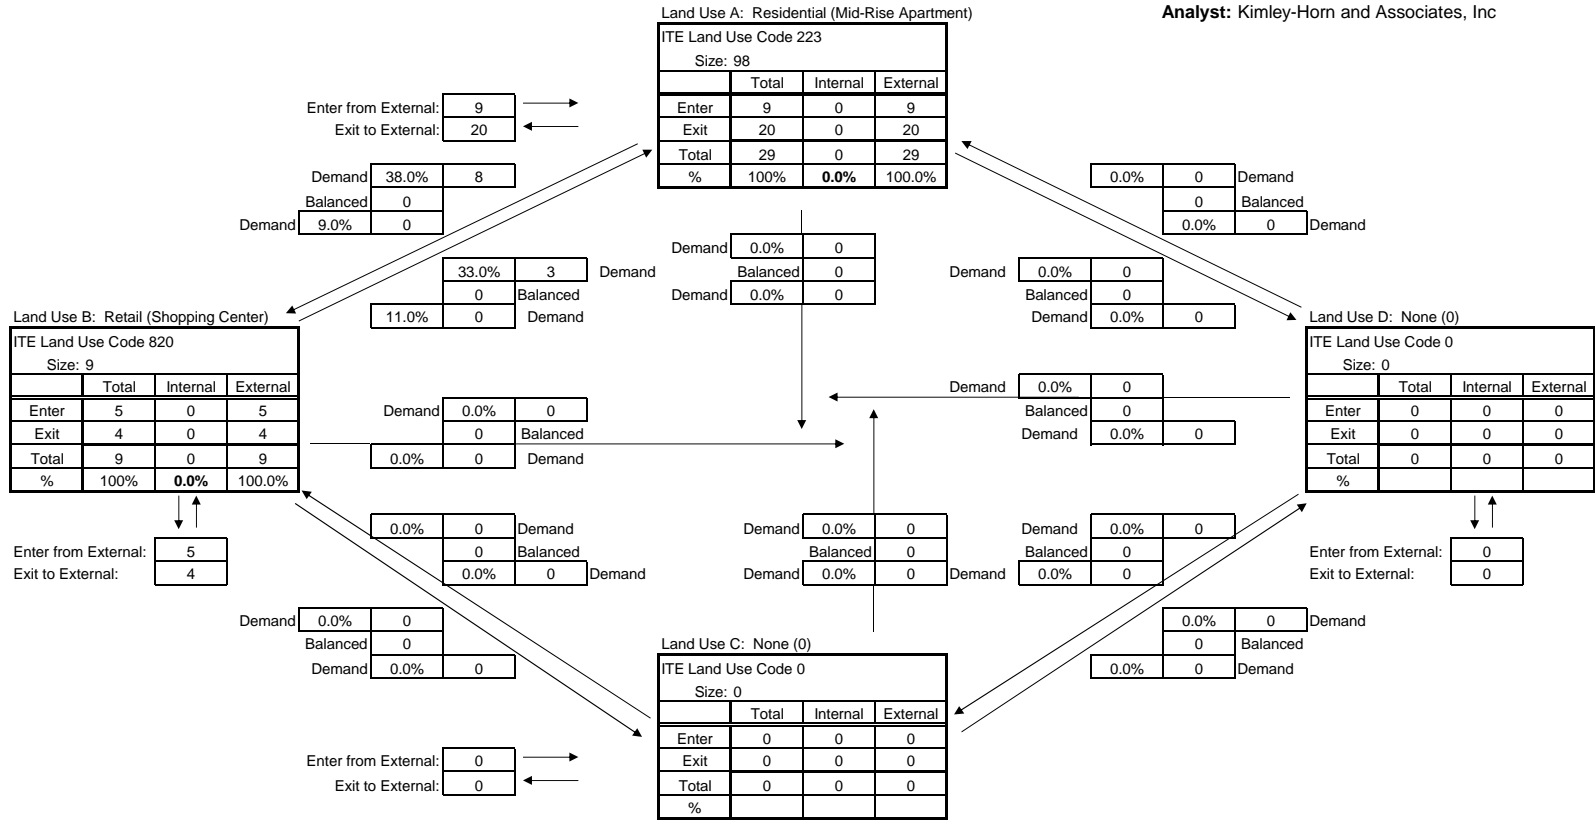 Land Use A: Residential (Mid-Rise Apartment)
Analyst: Kimley-Horn and Associates, Inc
ITE Land Use Code 223
Size: 98
Total Internal External
Enter 9 0 9
Exit 20 0 20
Total 29 0 29
% 100% 0.0% 100.0%
Enter from External: 9
Exit to External: 20
Demand 38.0% 8
Balanced 0
Demand 9.0% 0
0.0% 0 Demand
0 Balanced
0.0% 0 Demand
Demand 0.0% 0
Balanced 0
Demand 0.0% 0
33.0% 3 Demand
0 Balanced
11.0% 0 Demand
Demand 0.0% 0
Balanced 0
Demand 0.0% 0
Land Use B: Retail (Shopping Center)
ITE Land Use Code 820
Size: 9
Total Internal External
Enter 5 0 5
Exit 4 0 4
Total 9 0 9
% 100% 0.0% 100.0%
Enter from External: 5
Exit to External: 4
Demand 0.0% 0
0 Balanced
0.0% 0 Demand
Demand 0.0% 0
Balanced 0
Demand 0.0% 0
Land Use D: None (0)
ITE Land Use Code 0
Size: 0
Total Internal External
Enter 0 0 0
Exit 0 0 0
Total 0 0 0
%
Enter from External: 0
Exit to External: 0
0.0% 0 Demand
0 Balanced
0.0% 0 Demand
Demand 0.0% 0
Balanced 0
Demand 0.0% 0
Demand 0.0% 0
Balanced 0
Demand 0.0% 0
Demand 0.0% 0
Balanced 0
Demand 0.0% 0
0.0% 0 Demand
0 Balanced
0.0% 0 Demand
Land Use C: None (0)
ITE Land Use Code 0
Size: 0
Total Internal External
Enter 0 0 0
Exit 0 0 0
Total 0 0 0
%
Enter from External: 0
Exit to External: 0